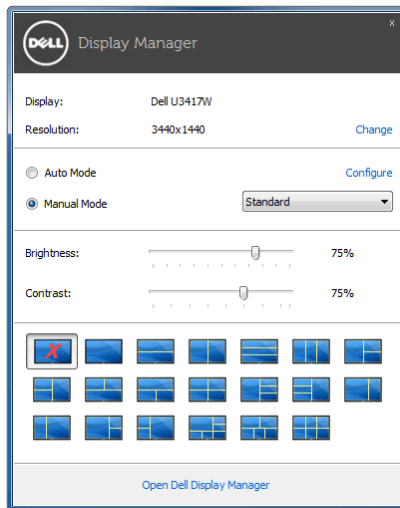 x
DELL Display Manager
Display: Dell U3417W
Resolution: 3440x1440 Change
Auto Mode Configure
Manual Mode Standard
Brightness: 75%
Contrast: 75%
X
Open Dell Display Manager